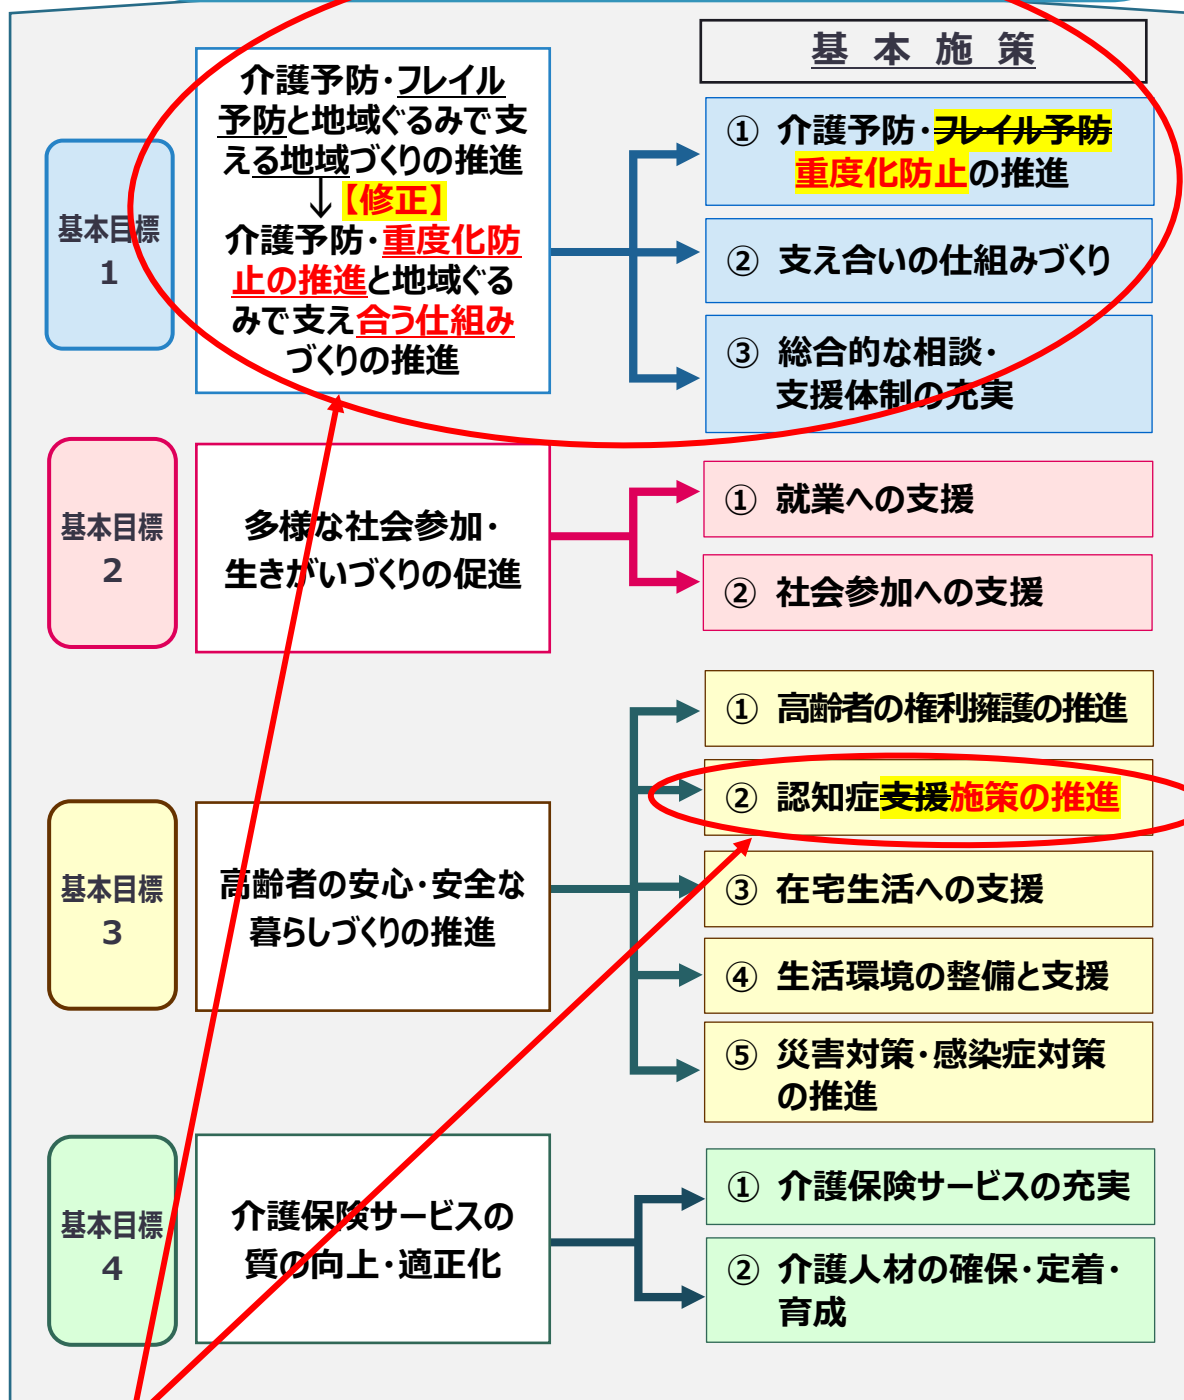 基本施策
介護予防・フレイル
予防と地域ぐるみで支
える地域づくりの推進
↓【修正】
介護予防・重度化防
止の推進と地域ぐる
みで支え合う仕組み
づくりの推進
基本目標
1
① 介護予防・フレイル予防
重度化防止の推進
② 支え合いの仕組みづくり
③ 総合的な相談・
支援体制の充実
基本目標
2
多様な社会参加・
生きがいづくりの促進
① 就業への支援
② 社会参加への支援
基本目標
3
高齢者の安心・安全な
暮らしづくりの推進
① 高齢者の権利擁護の推進
② 認知症支援施策の推進
③ 在宅生活への支援
④ 生活環境の整備と支援
⑤ 災害対策・感染症対策
の推進
基本目標
4
介護保険サービスの
質の向上・適正化
① 介護保険サービスの充実
② 介護人材の確保・定着・
育成